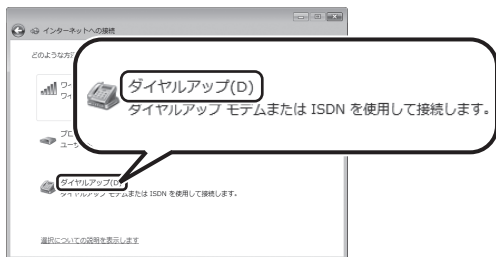 インターネットへの接続
どのような方
ワ
ワイ
ダイヤルアップ(D)
ダイヤルアップ モデムまたは ISDN を使用して接続します。
ユー
ダイヤルアップ(D)
ダイヤルアップ モデムまたは ISDN を使用して接続します。
選択についての説明を表示します